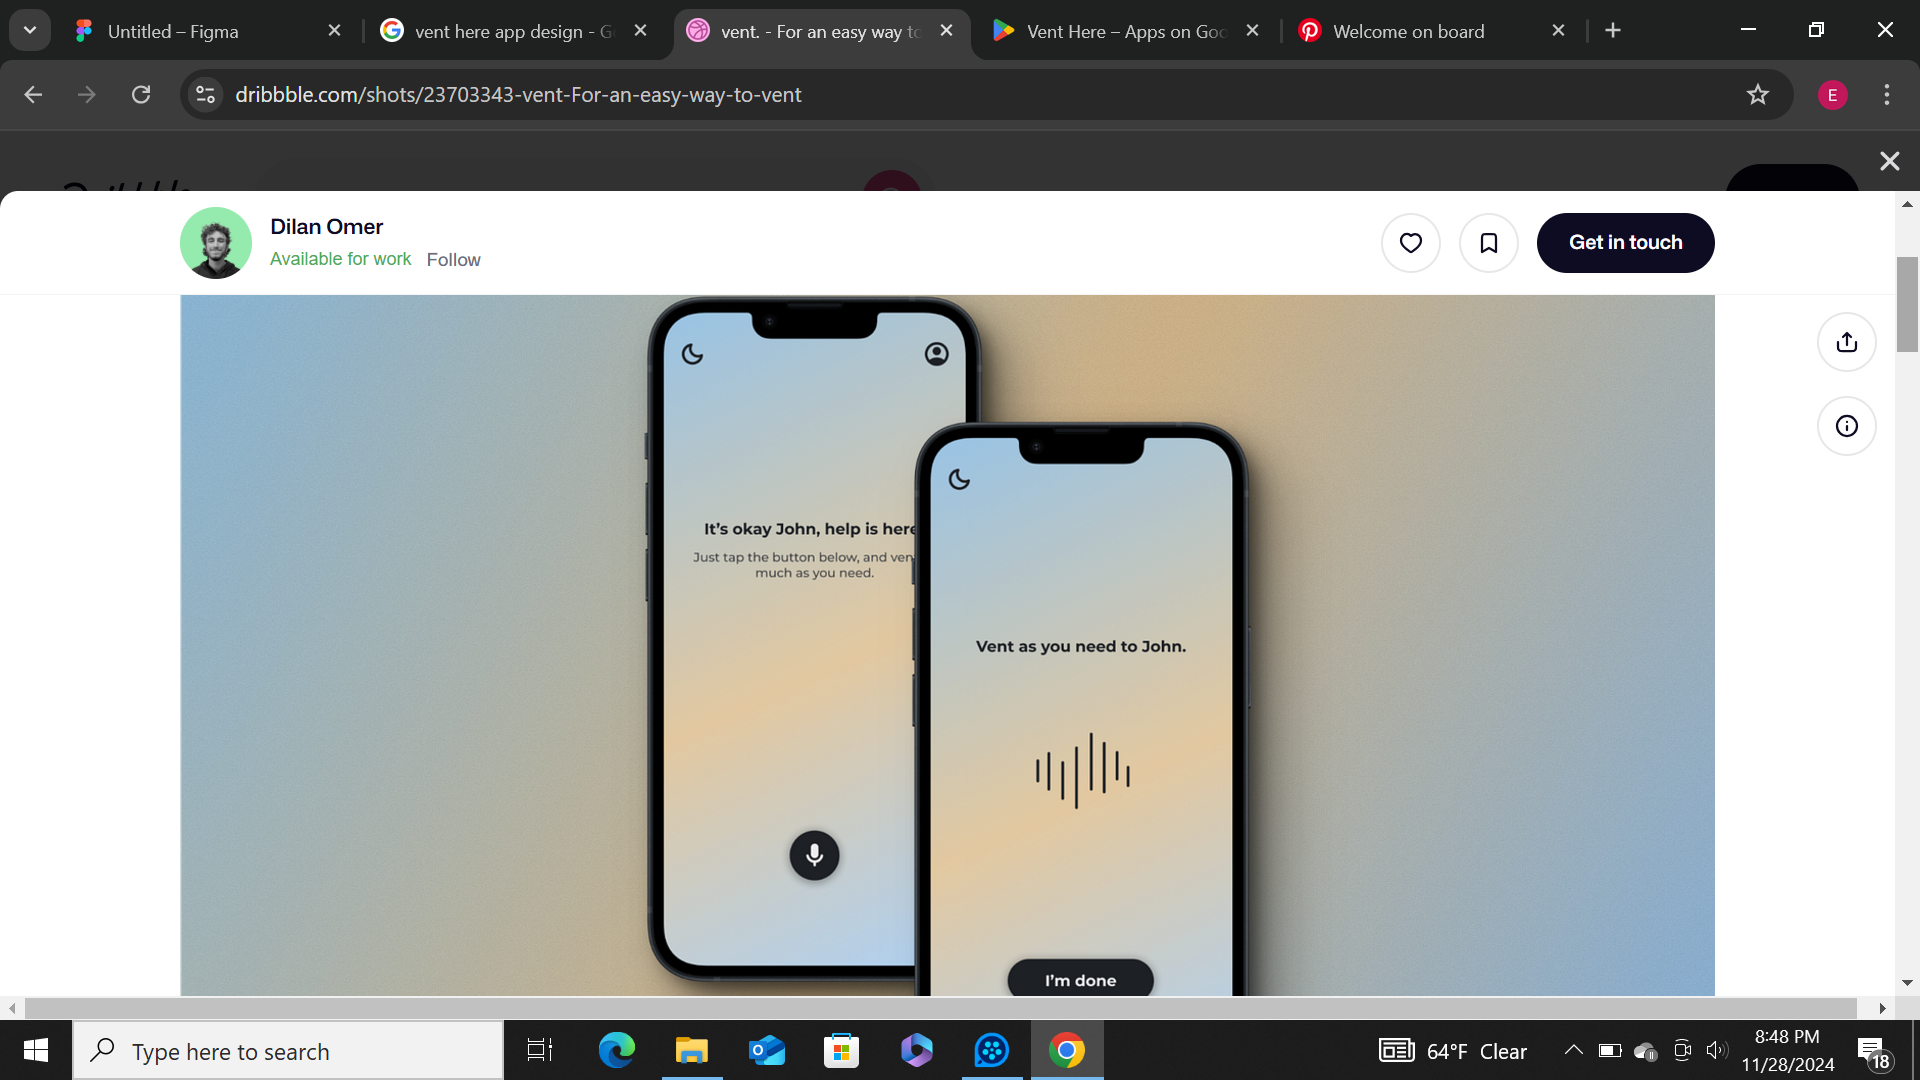 Untitled – Figma
vent here app design - G
vent. - For an easy way to
Vent Here – Apps on Goo
Welcome on board
dribbble.com/shots/23703343-vent-For-an-easy-way-to-vent
E
Dilan Omer
Available for work Follow
Get in touch
It's okay John, help is here
Just tap the button below, and ven
much as you need.
Vent as you need to John.
I'm done
Type here to search
64°F Clear
8:48 PM
11/28/2024
18